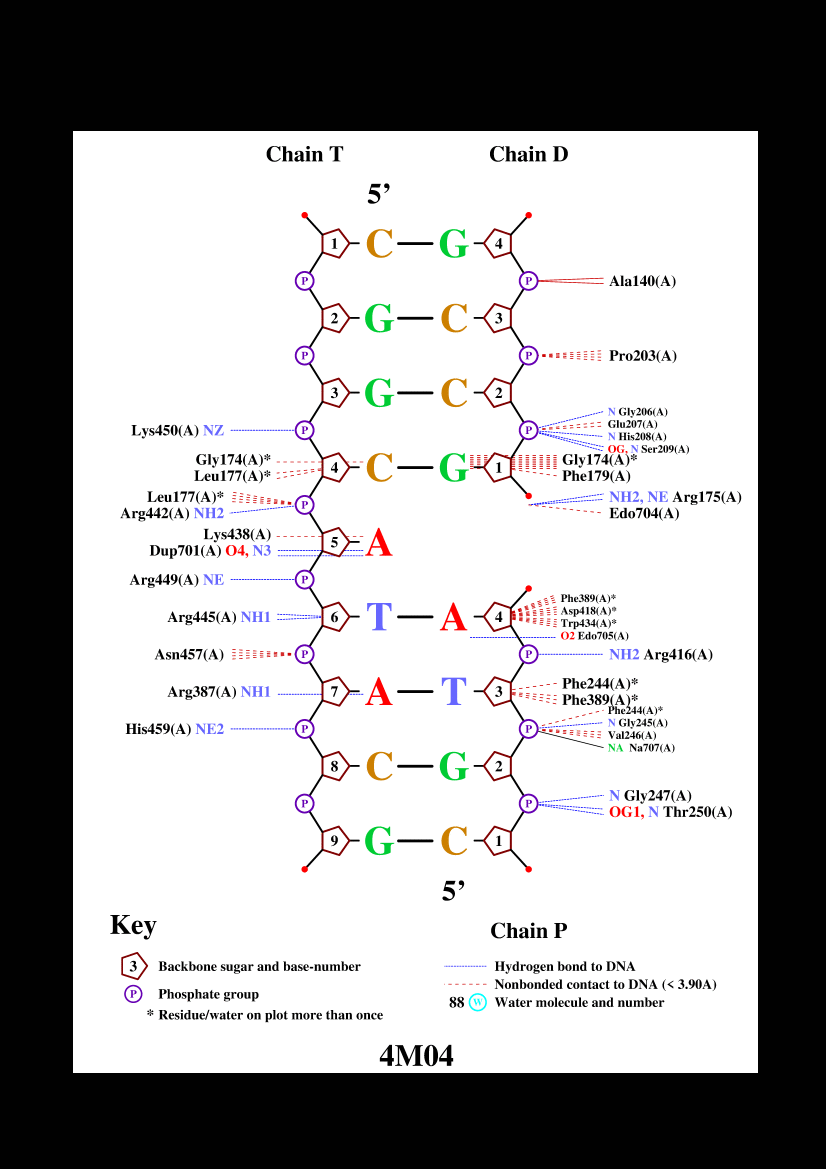 Chain T Chain D
5’
1 C G 4
P P Ala140(A)
2 G C 3
P P Pro203(A)
3 G C 2
N Gly206(A)
Glu207(A)
Lys450(A) NZ P P N His208(A)
OG, N Ser209(A)
Gly174(A)* Gly174(A)*
4 C G 1
Leu177(A)* Phe179(A)
Leu177(A)* NH2, NE Arg175(A)
P
Arg442(A) NH2 Edo704(A)
Lys438(A)
5 A
Dup701(A) O4, N3
Arg449(A) NE P
Phe389(A)*
Asp418(A)*
Arg445(A) NH1 6 T A 4
Trp434(A)*
O2 Edo705(A)
Asn457(A) P P NH2 Arg416(A)
Phe244(A)*
Arg387(A) NH1 7 A T 3
Phe389(A)*
Phe244(A)*
N Gly245(A)
His459(A) NE2 P P
Val246(A)
NA Na707(A)
8 C G 2
N Gly247(A)
P P
OG1, N Thr250(A)
9 G C 1
5’
Key Chain P
3 Backbone sugar and base-number Hydrogen bond to DNA
Nonbonded contact to DNA (< 3.90A)
P Phosphate group 88 W Water molecule and number
* Residue/water on plot more than once
4M04